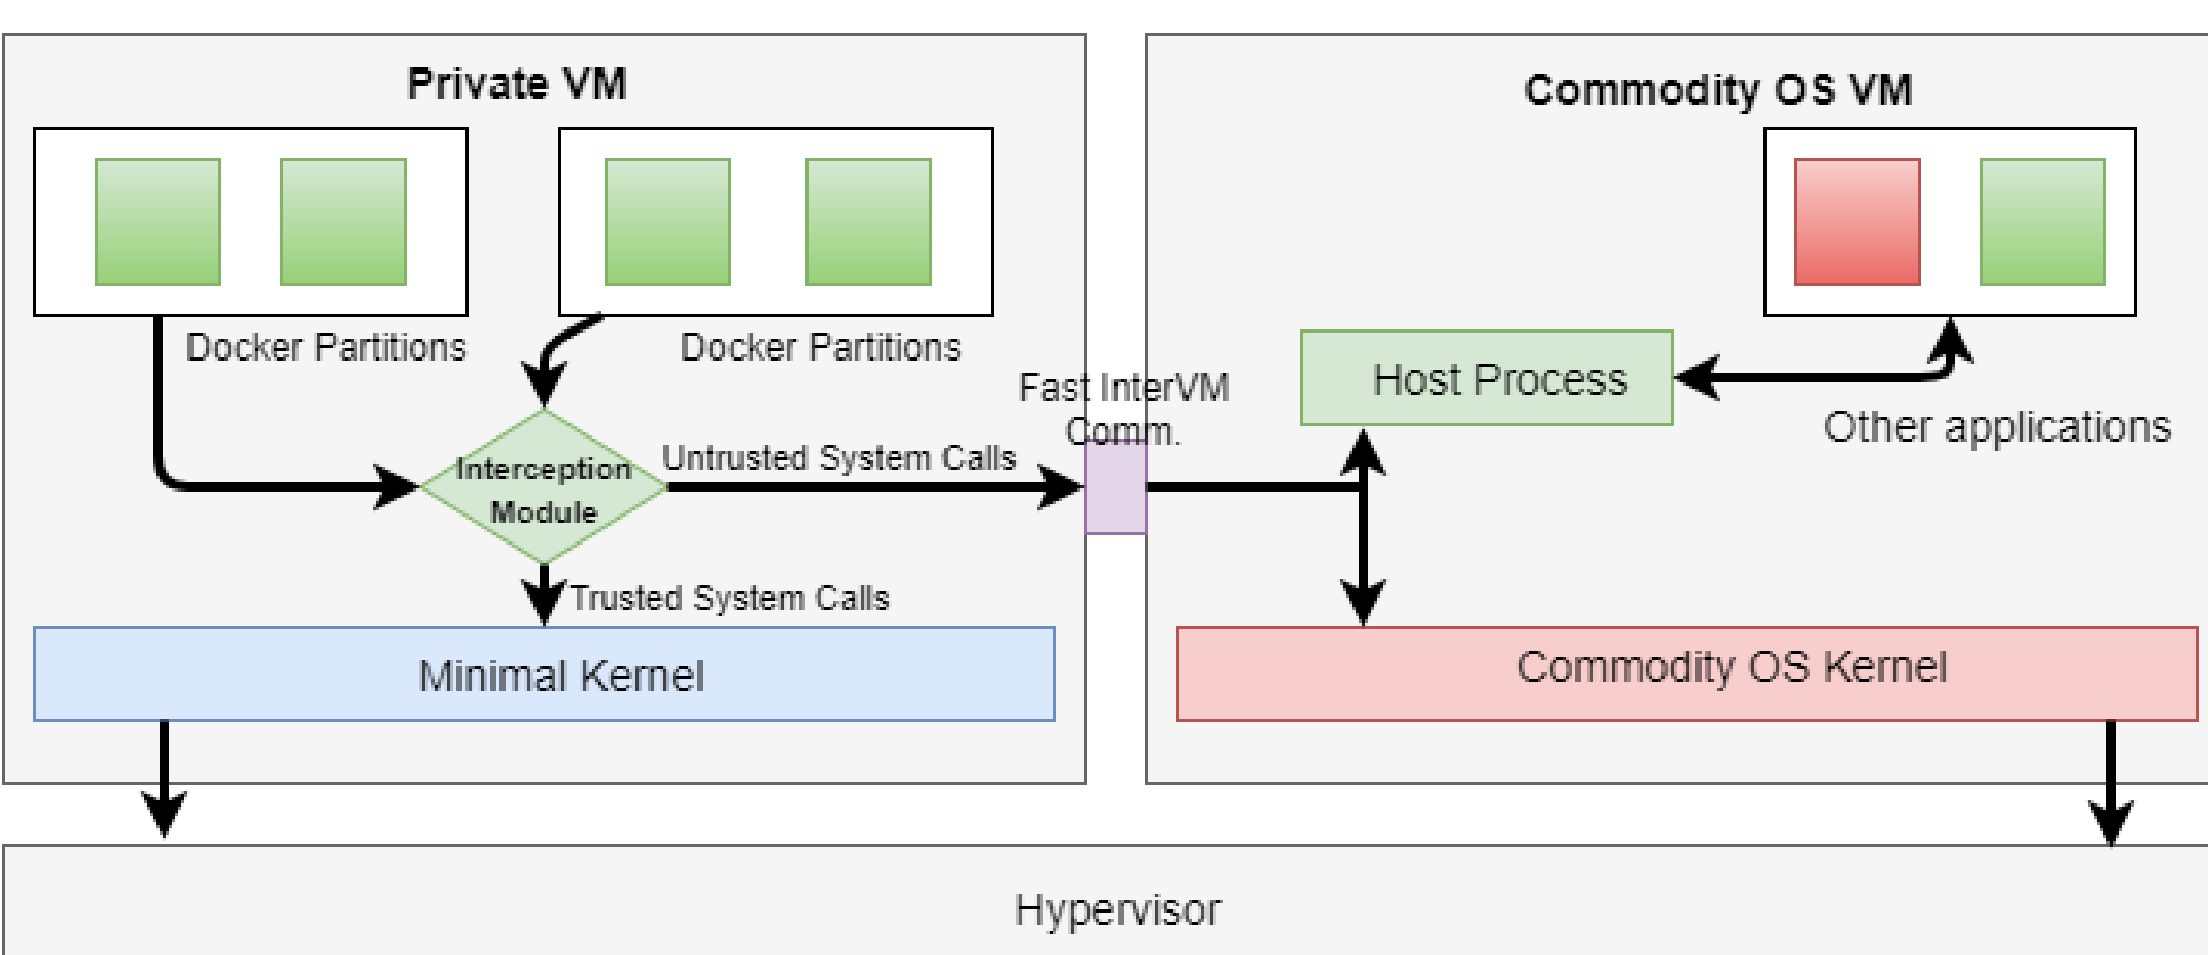 Private VM
Commodity OS VM
Docker Partitions
Docker Partitions
Fast InterVM
Comm.
Host Process
Other applications
Interception
Module
Untrusted System Calls
Trusted System Calls
Minimal Kernel
Commodity OS Kernel
Hypervisor